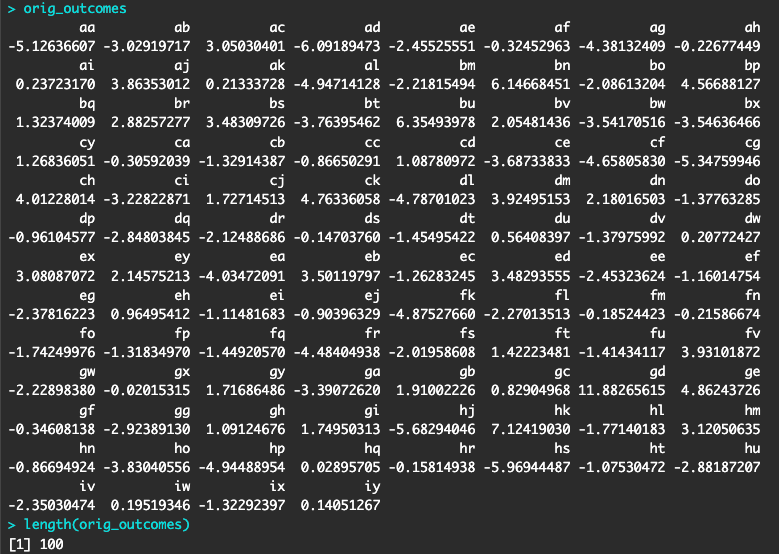 > orig_outcomes
aa ab ac ad ae af ag ah
-5.12636607 -3.02919717 3.05030401 -6.09189473 -2.45525551 -0.32452963 -4.38132409 -0.22677449
ai aj ak al bm bn bo bp
0.23723170 3.86353012 0.21333728 -4.94714128 -2.21815494 6.14668451 -2.08613204 4.56688127
bq br bs bt bu bv bw bx
1.32374009 2.88257277 3.48309726 -3.76395462 6.35493978 2.05481436 -3.54170516 -3.54636466
cy ca cb cc cd ce cf cg
1.26836051 -0.30592039 -1.32914387 -0.86650291 1.08780972 -3.68733833 -4.65805830 -5.34759946
ch ci cj ck dl dm dn do
4.01228014 -3.22822871 1.72714513 4.76336058 -4.78701023 3.92495153 2.18016503 -1.37763285
dp dq dr ds dt du dv dw
-0.96104577 -2.84803845 -2.12488686 -0.14703760 -1.45495422 0.56408397 -1.37975992 0.20772427
ex ey ea eb ec ed ee ef
3.08087072 2.14575213 -4.03472091 3.50119797 -1.26283245 3.48293555 -2.45323624 -1.16014754
eg eh ei ej fk fl fm fn
-2.37816223 0.96495412 -1.11481683 -0.90396329 -4.87527660 -2.27013513 -0.18524423 -0.21586674
fo fp fq fr fs ft fu fv
-1.74249976 -1.31834970 -1.44920570 -4.48404938 -2.01958608 1.42223481 -1.41434117 3.93101872
gw gx gy ga gb gc gd ge
-2.22898380 -0.02015315 1.71686486 -3.39072620 1.91002226 0.82904968 11.88265615 4.86243726
gf gg gh gi hj hk hl hm
-0.34608138 -2.92389130 1.09124676 1.74950313 -5.68294046 7.12419030 -1.77140183 3.12050635
hn ho hp hq hr hs ht hu
-0.86694924 -3.83040556 -4.94488954 0.02895705 -0.15814938 -5.96944487 -1.07530472 -2.88187207
iv iw ix iy
-2.35030474 0.19519346 -1.32292397 0.14051267
> length(orig_outcomes)
[1] 100